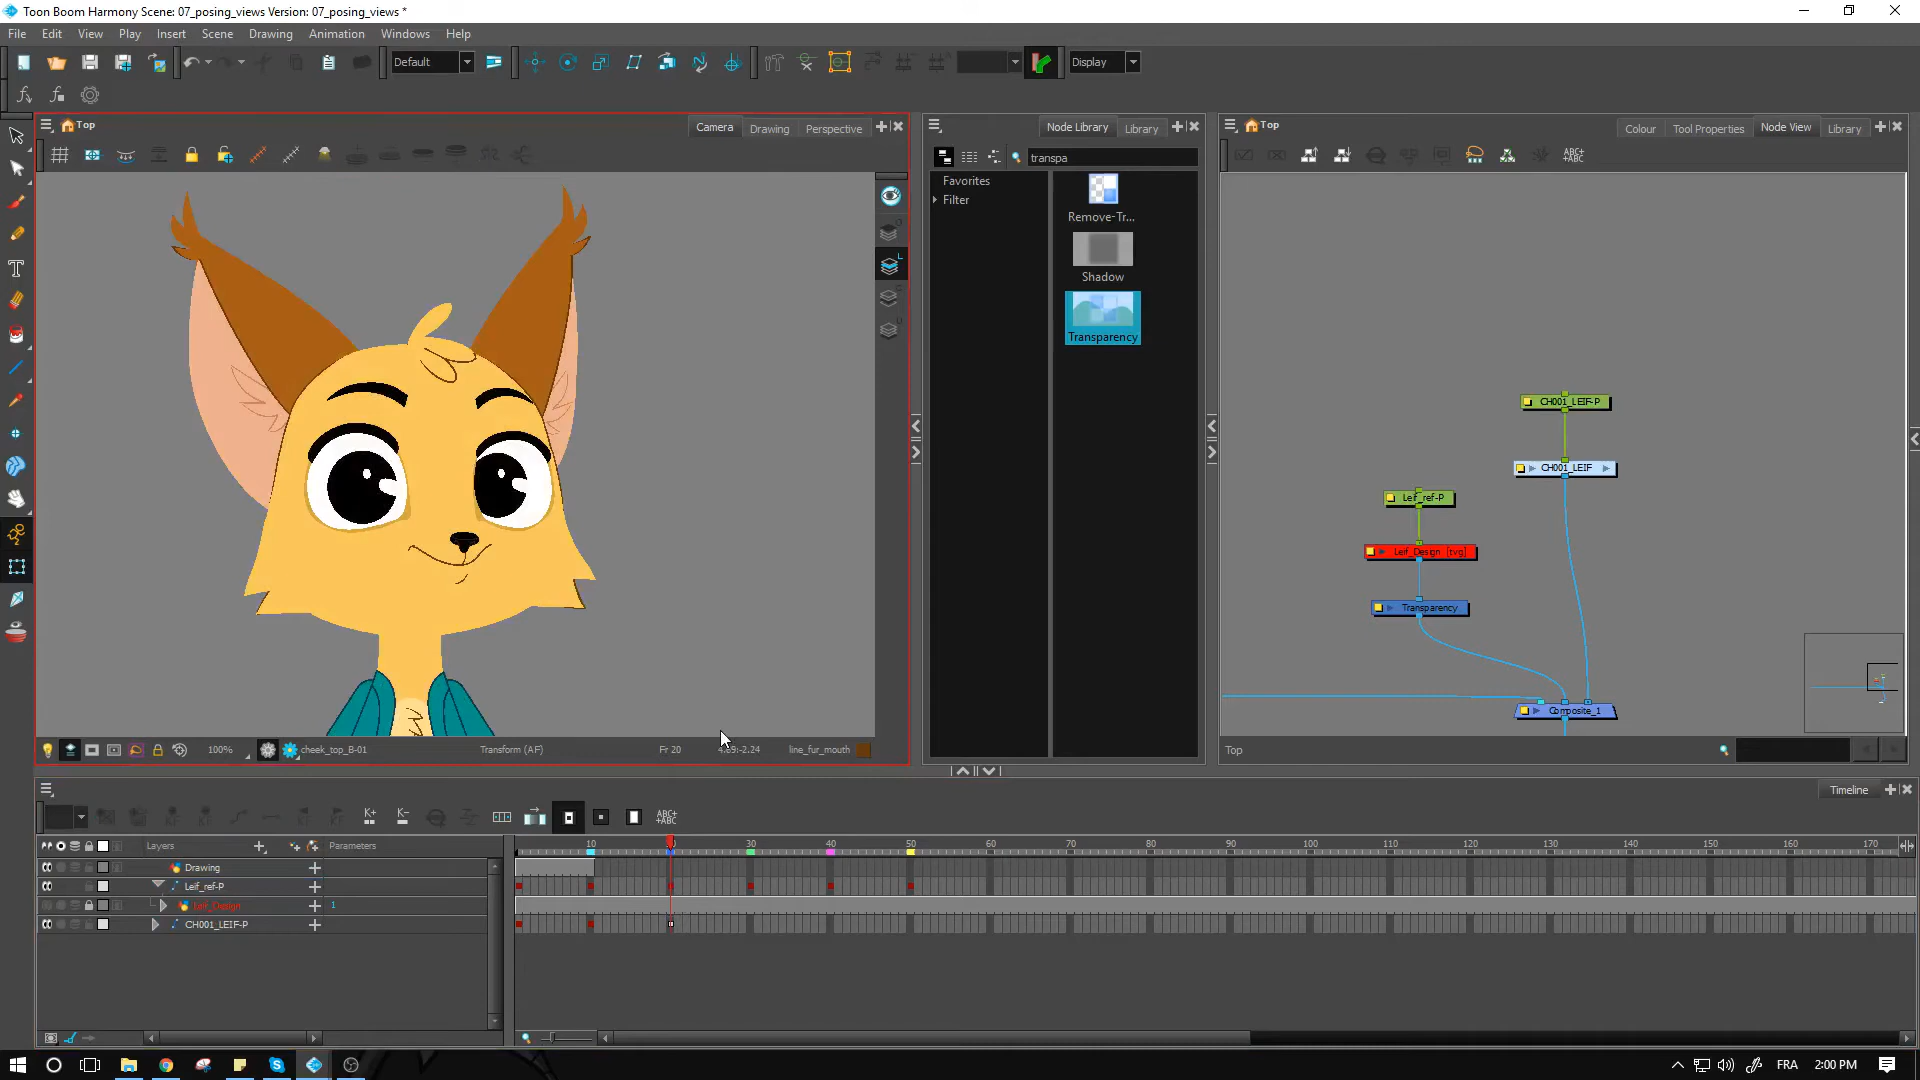 Toon Boom Harmony Scene: 07_posing_views Version: 07_posing_views *
File Edit View Play Insert Scene Drawing Animation Windows Help
Default
Display
Top
Camera Drawing Perspective
Node Library Library
Top
Colour Tool Properties Node View Library
transpa
ABC+
Favorites
Filter
Remove-Tr...
Shadow
Transparency
CH001_LEIF-P
CH001_LEIF
Leif_ref-P
Leif_Design [tvg]
Transparency
Composite_1
100% cheek_top_B-01 Transform (AF) Fr 20 line_fur_mouth
Top
Timeline
K+ K- ABC+
Layers Parameters
10 30 40 50 60 70 80 90 100 110 120 130 140 150 160 170
Drawing
Leif_ref-P
Leif_Design 1
CH001_LEIF-P
FRA 2:00 PM